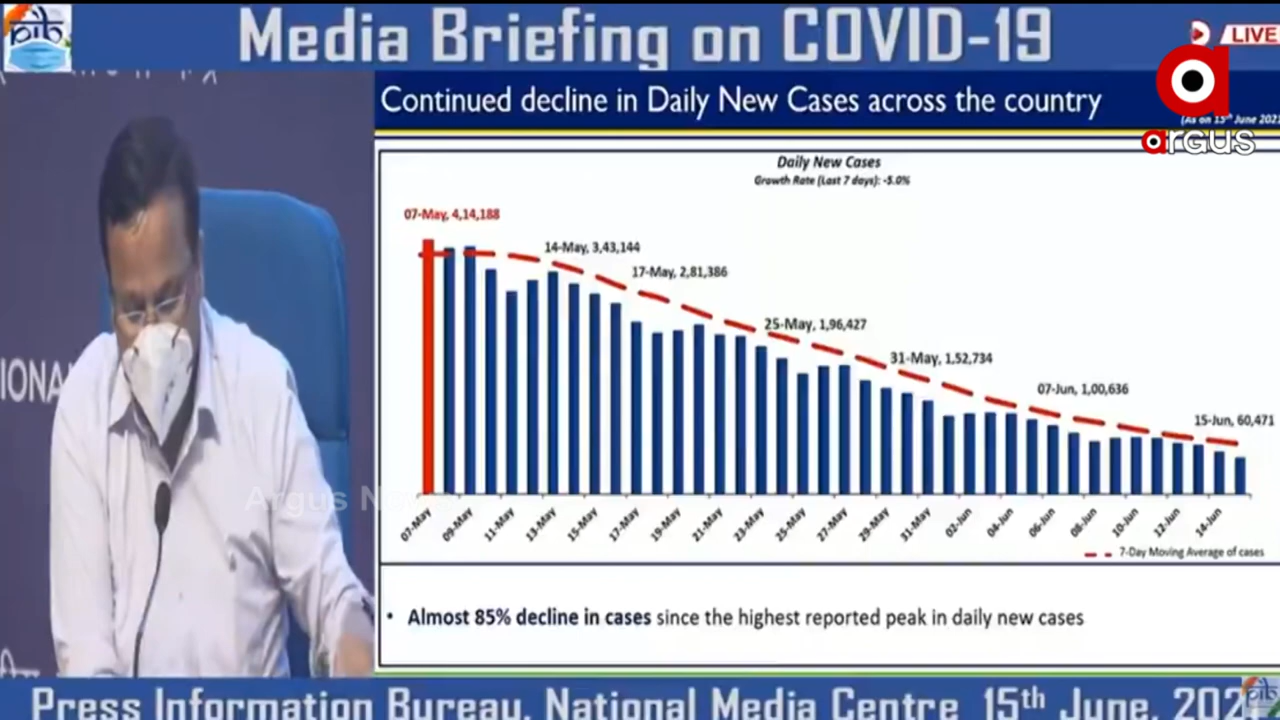 Media Briefing on COVID-19
pib
LIVE
argus
Continued decline in Daily New Cases across the country
(As on 15th June 2021
Daily New Cases
Growth Rate (Last 7 days): -5.0%
07-May, 4,14,188
14-May, 3,43,144
17-May, 2,81,386
25-May, 1,96,427
31-May, 1,52,734
07-Jun, 1,00,636
15-Jun, 60,471
IONA
Argus News
07-May 09-May 11-May 13-May 15-May 17-May 19-May 21-May 23-May 25-May 27-May 29-May 31-May 02-Jun 04-Jun 06-Jun 08-Jun 10-Jun 12-Jun 14-Jun
7-Day Moving Average of cases
• Almost 85% decline in cases since the highest reported peak in daily new cases
Press Information Bureau, National Media Centre 15th June, 202
pib